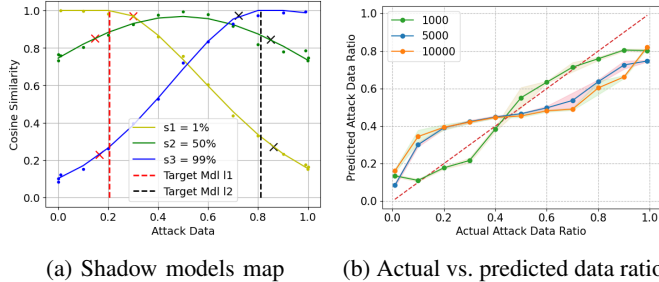 1.0
0.8
0.6
0.4
0.2
0.0
Cosine Similarity
s1 = 1%
s2 = 50%
s3 = 99%
Target Mdl l1
Target Mdl l2
0.0 0.2 0.4 0.6 0.8 1.0
Attack Data
(a) Shadow models map
1.0
0.8
0.6
0.4
0.2
0.0
Predicted Attack Data Ratio
1000
5000
10000
0.0 0.2 0.4 0.6 0.8 1.0
Actual Attack Data Ratio
(b) Actual vs. predicted data ratio